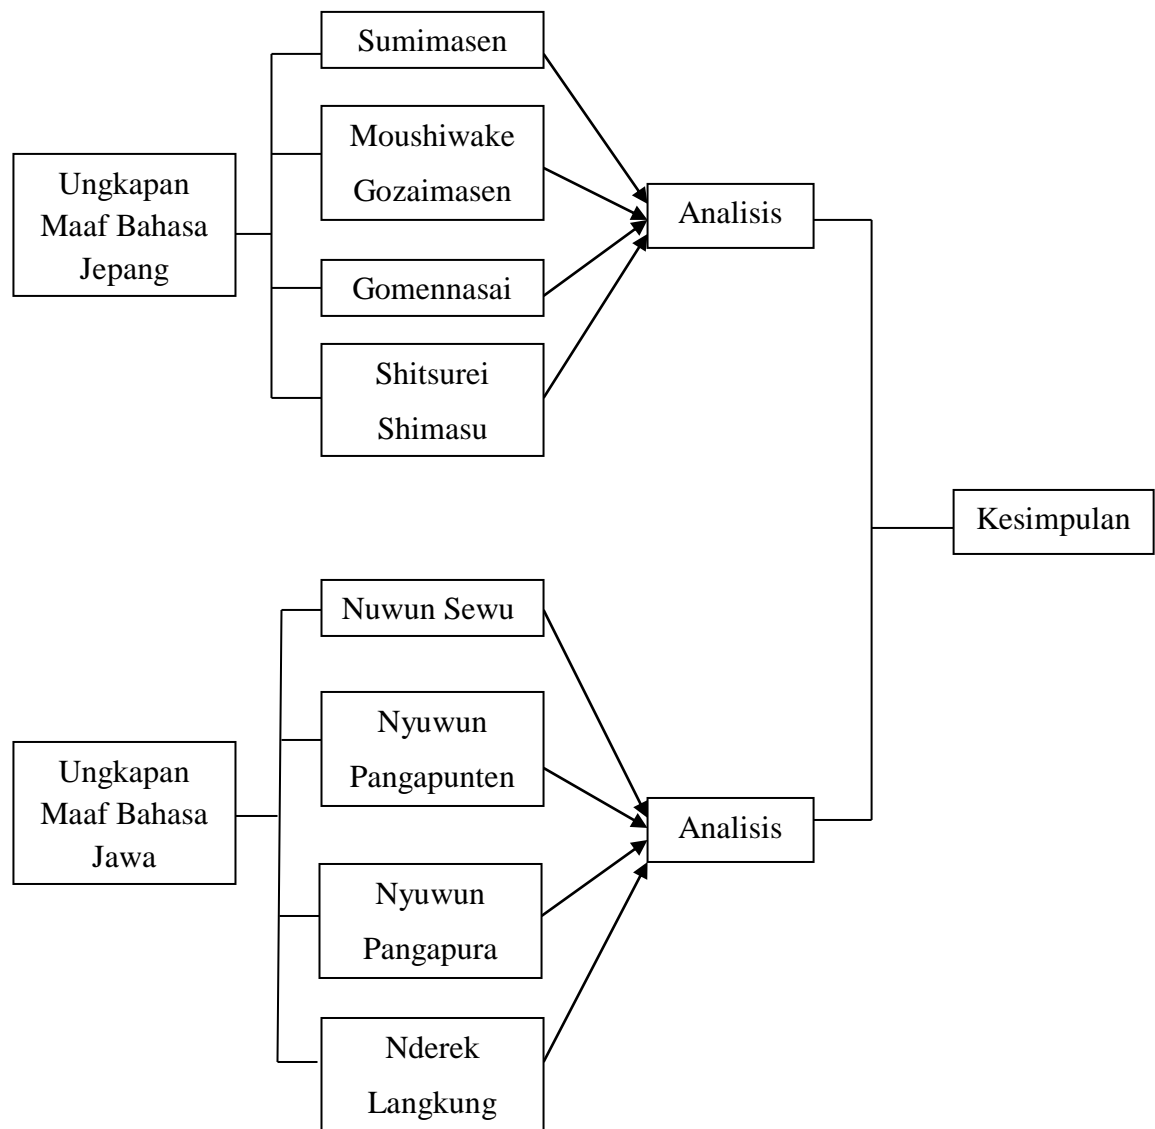 Ungkapan
Maaf Bahasa
Jepang
Sumimasen
Moushiwake
Gozaimasen
Gomennasai
Shitsurei
Shimasu
Analisis
Kesimpulan
Ungkapan
Maaf Bahasa
Jawa
Nuwun Sewu
Nyuwun
Pangapunten
Nyuwun
Pangapura
Nderek
Langkung
Analisis